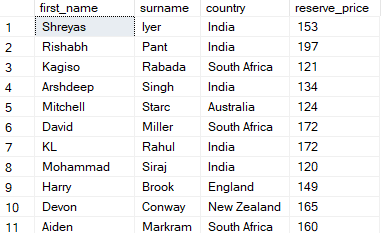 first_name surname country reserve_price
1 Shreyas Iyer India 153
2 Rishabh Pant India 197
3 Kagiso Rabada South Africa 121
4 Arshdeep Singh India 134
5 Mitchell Starc Australia 124
6 David Miller South Africa 172
7 KL Rahul India 172
8 Mohammad Siraj India 120
9 Harry Brook England 149
10 Devon Conway New Zealand 165
11 Aiden Markram South Africa 160